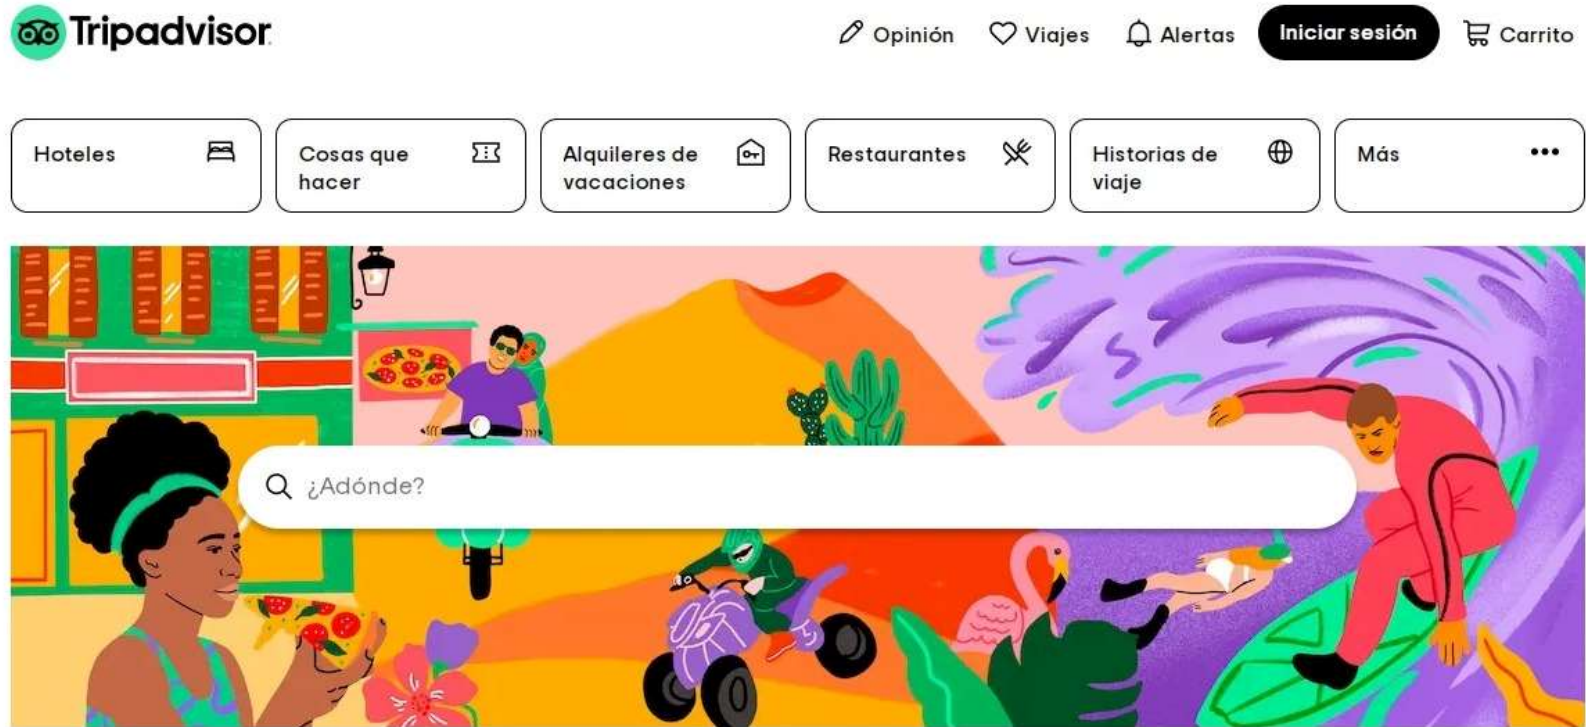 Tripadvisor
Opinión
Viajes
Alertas
Iniciar sesión
Carrito
Hoteles
Cosas que
hacer
Alquileres de
vacaciones
Restaurantes
Historias de
viaje
Más
¿Adónde?